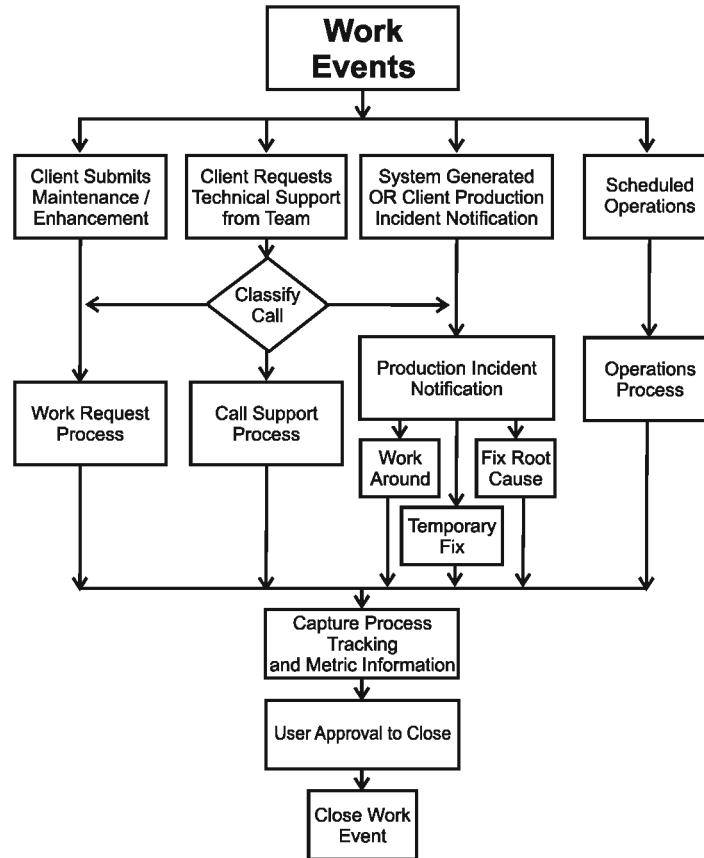 Work
Events
Client Submits
Maintenance /
Enhancement
Client Requests
Technical Support
from Team
System Generated
OR Client Production
Incident Notification
Scheduled
Operations
Classify
Call
Production Incident
Notification
Operations
Process
Work Request
Process
Call Support
Process
Work
Around
Fix Root
Cause
Temporary
Fix
Capture Process
Tracking
and Metric Information
User Approval to Close
Close Work
Event